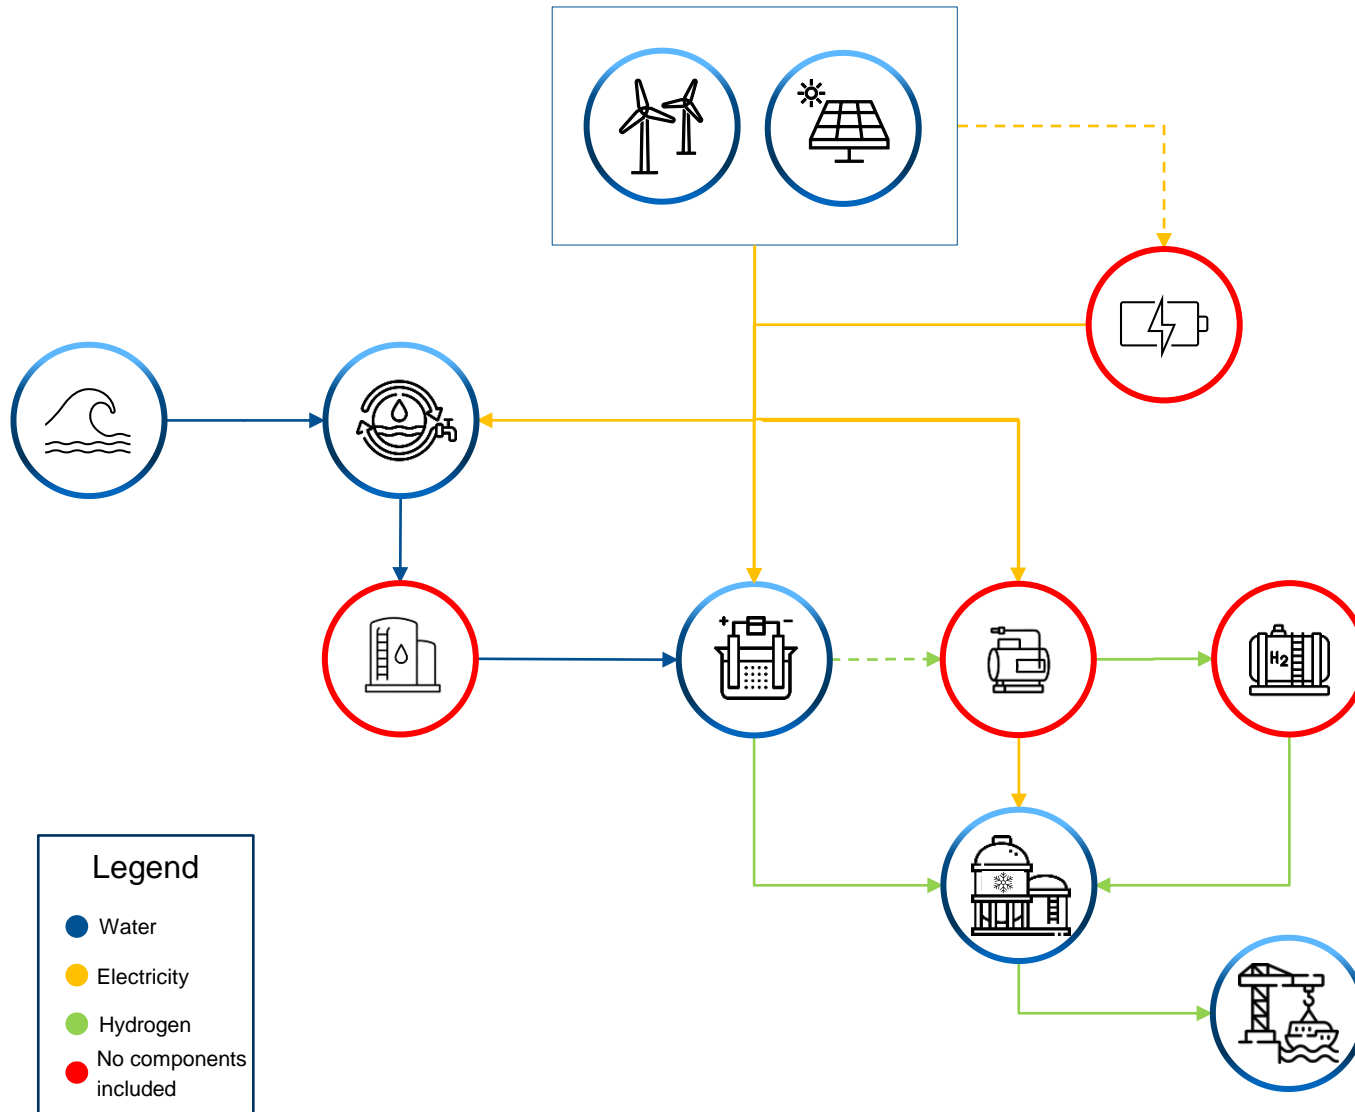 + −
H2
Legend
Water
Electricity
Hydrogen
No components
included